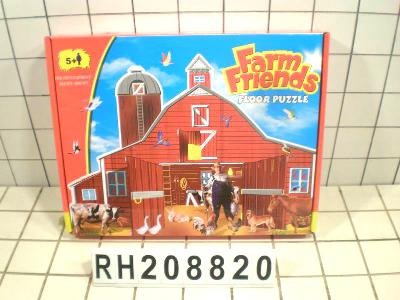 5+
Farm
Friends
FLOOR PUZZLE
RH208820